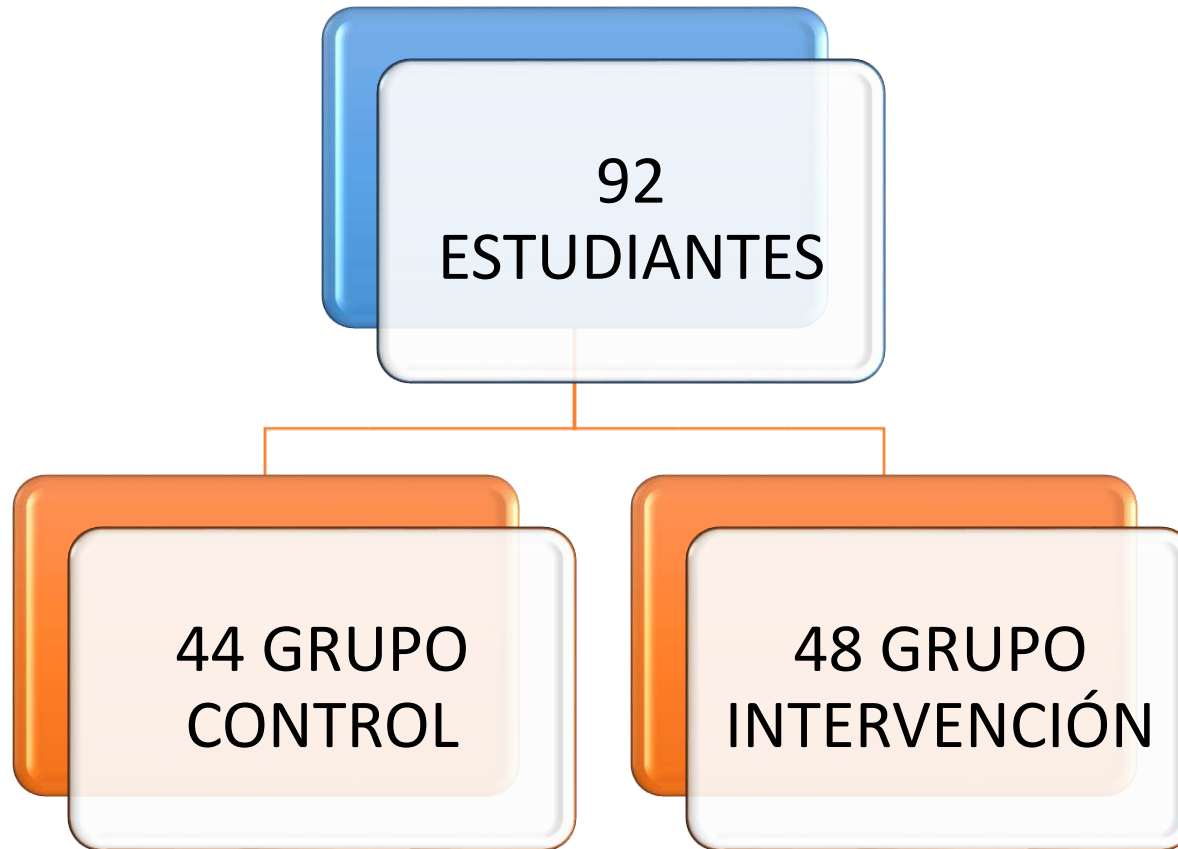 92
ESTUDIANTES
44 GRUPO
CONTROL
48 GRUPO
INTERVENCIÓN